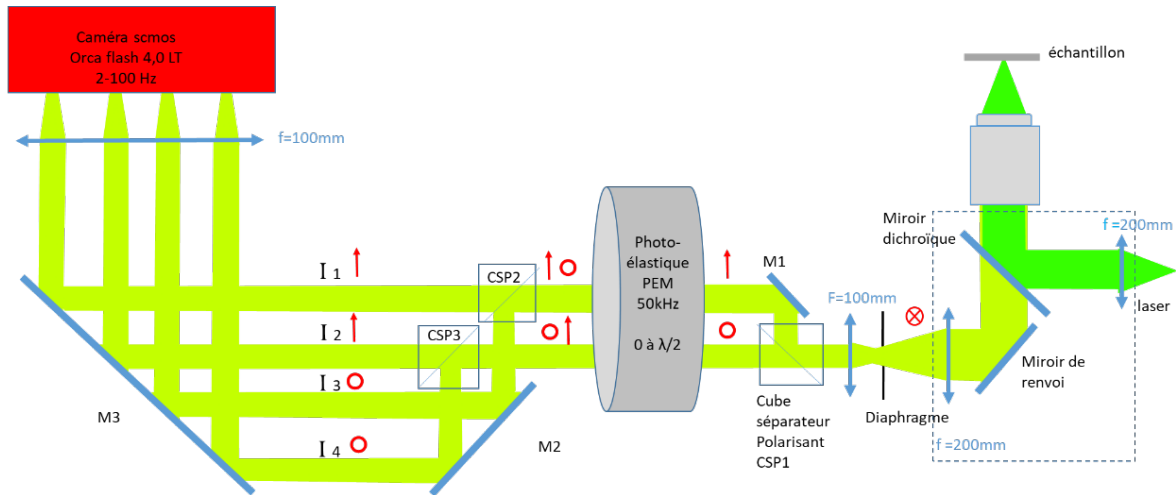 Caméra scmos
Orca flash 4,0 LT
2-100 Hz
f=100mm
échantillon
Miroir
dichroïque
f =200mm
laser
Miroir de
renvoi
f =200mm
Diaphragme
F=100mm
M1
Cube
séparateur
Polarisant
CSP1
Photo-
élastique
PEM
50kHz
0 à λ/2
CSP2
CSP3
I 1
I 2
I 3
I 4
M2
M3